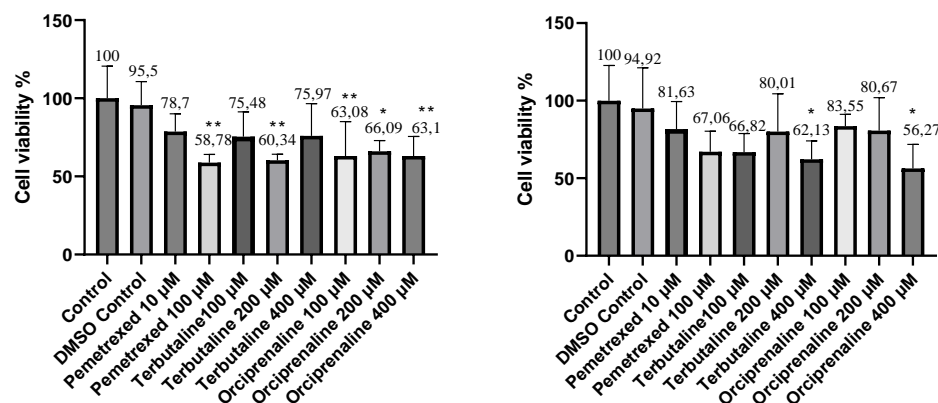 150
100
50
0
Cell viability %
100
95,5
78,7
**
58,78
75,48
**
60,34
75,97
**
63,08
*
66,09
**
63,1
Control
DMSO Control
Pemetrexed 10 µM
Pemetrexed 100 µM
Terbutaline100 µM
Terbutaline 200 µM
Terbutaline 400 µM
Orciprenaline 100 µM
Orciprenaline 200 µM
Orciprenaline 400 µM
150
100
50
0
Cell viability %
100
94,92
81,63
67,06
66,82
80,01
*
62,13
83,55
80,67
*
56,27
Control
DMSO Control
Pemetrexed 10 µM
Pemetrexed 100 µM
Terbutaline100 µM
Terbutaline 200 µM
Terbutaline 400 µM
Orciprenaline 100 µM
Orciprenaline 200 µM
Orciprenaline 400 µM